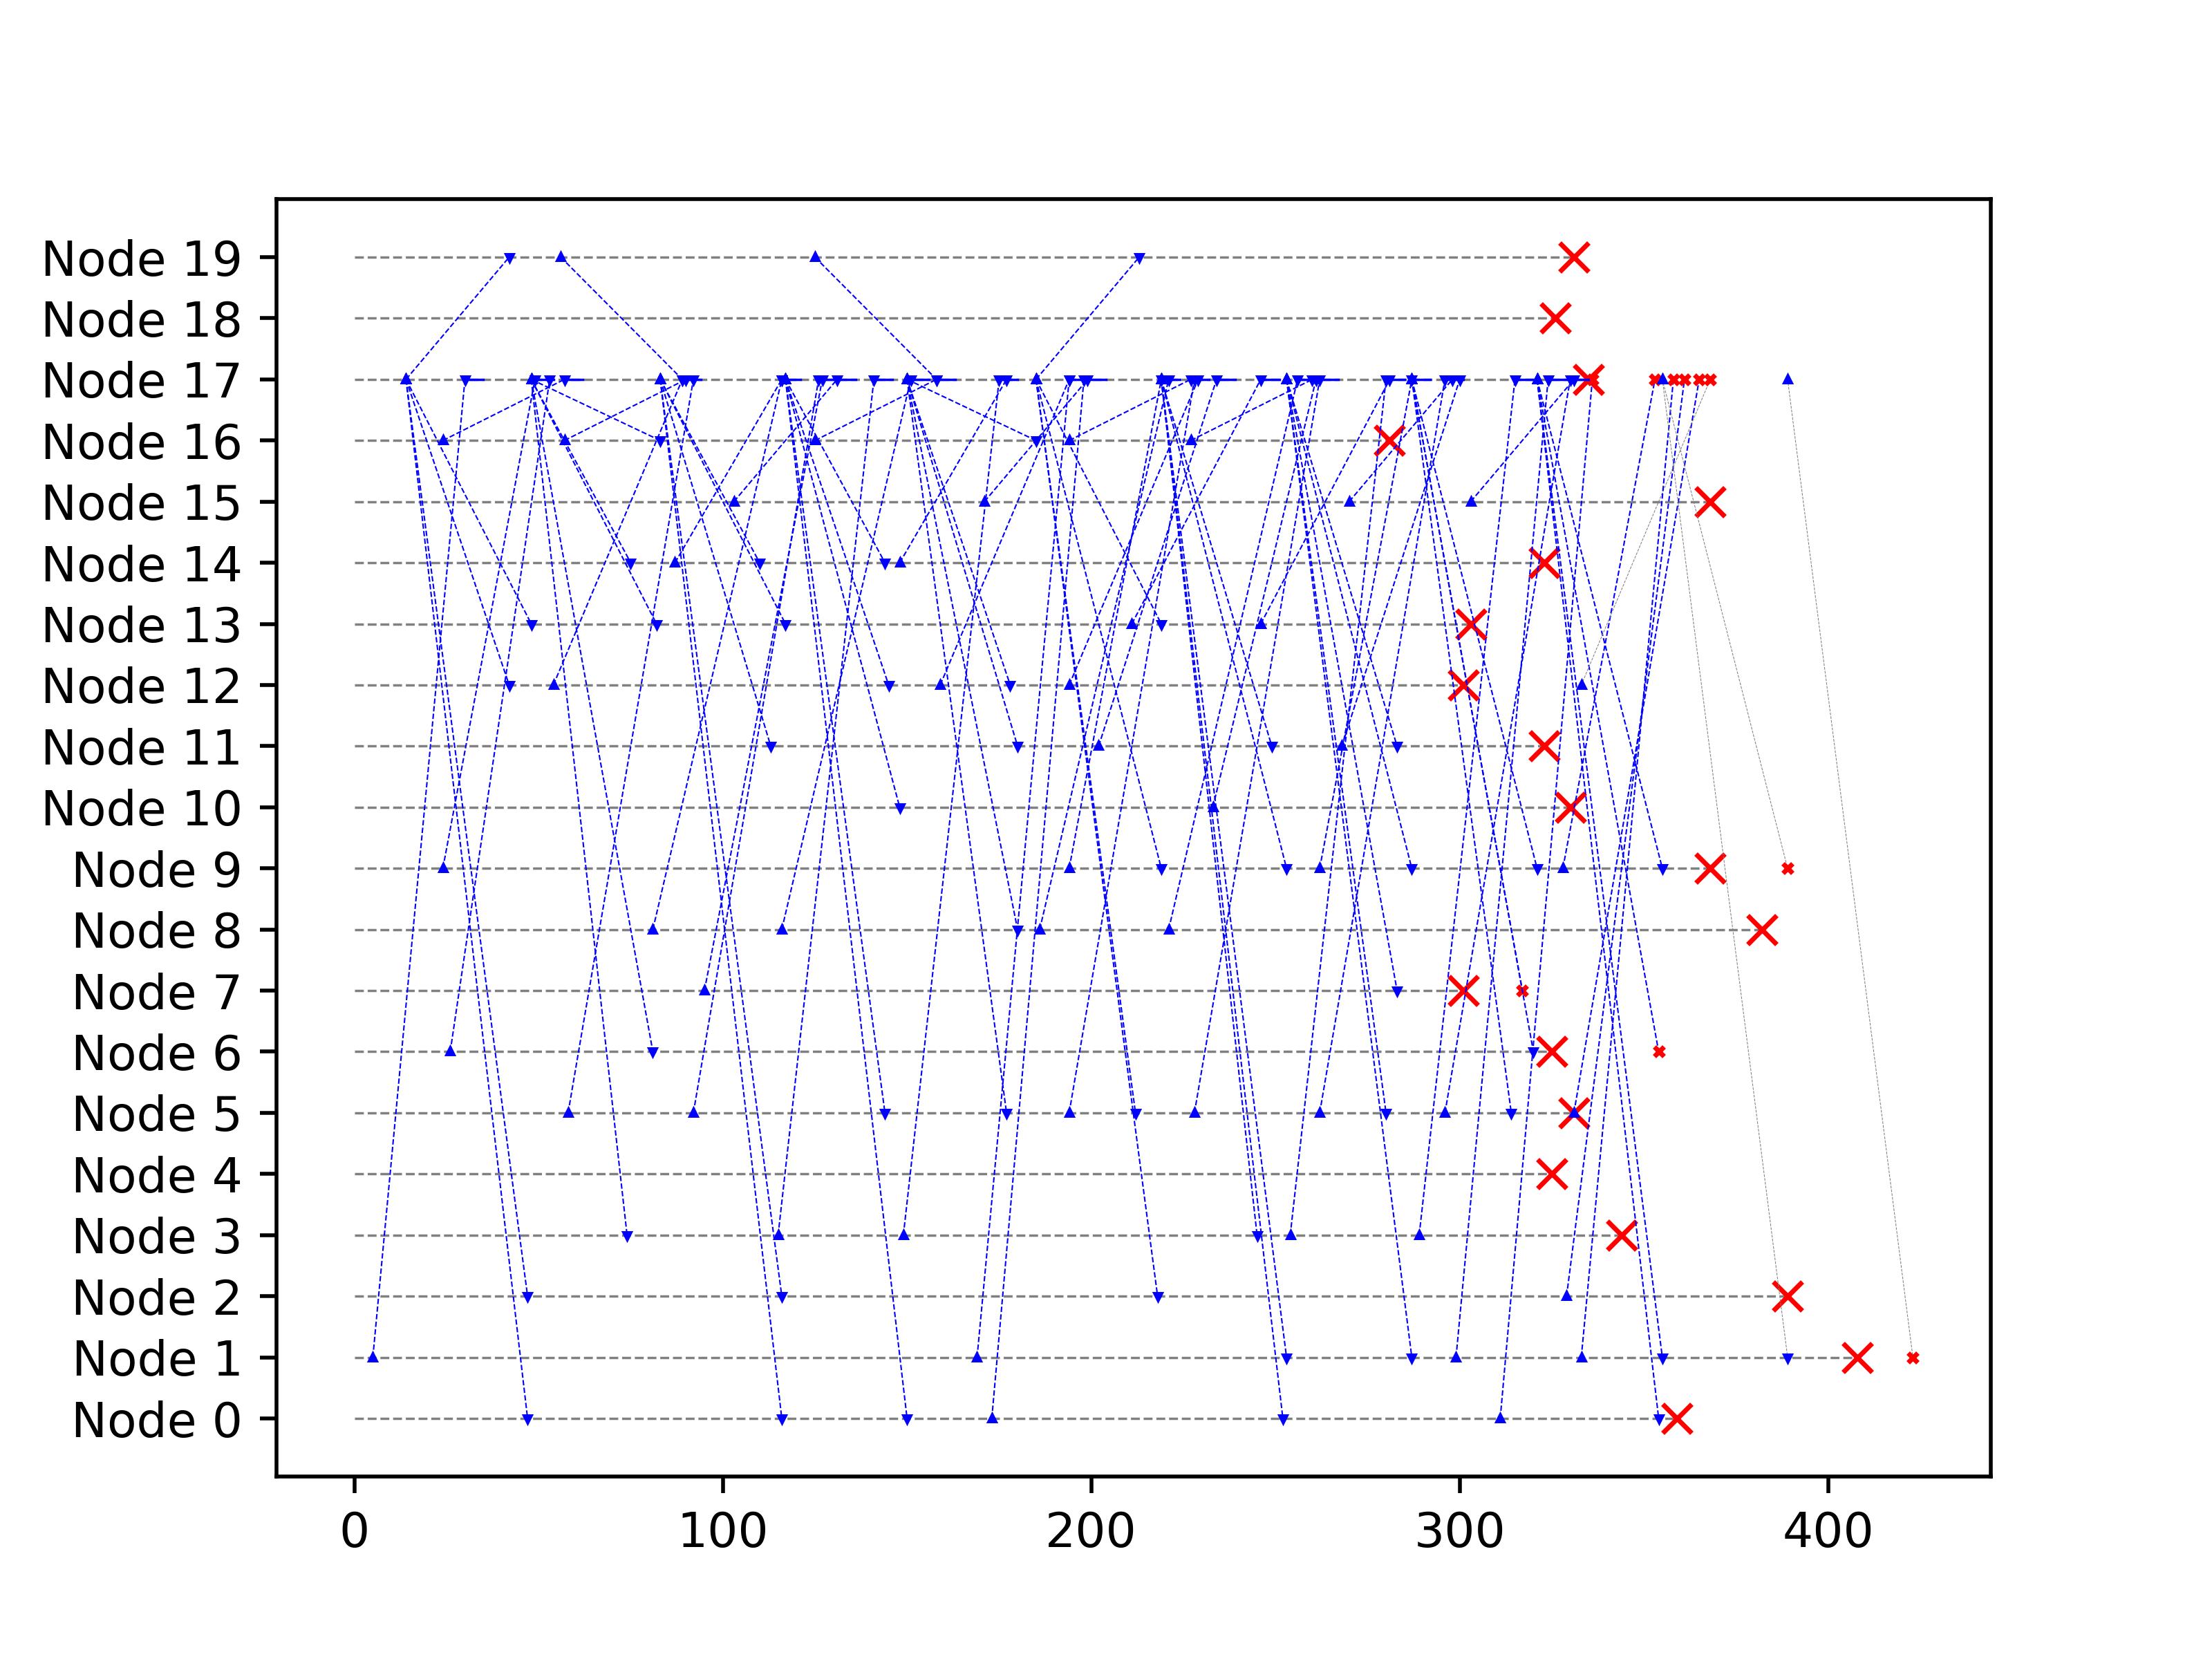 Node 19
Node 18
Node 17
Node 16
Node 15
Node 14
Node 13
Node 12
Node 11
Node 10
Node 9
Node 8
Node 7
Node 6
Node 5
Node 4
Node 3
Node 2
Node 1
Node 0
0 100 200 300 400